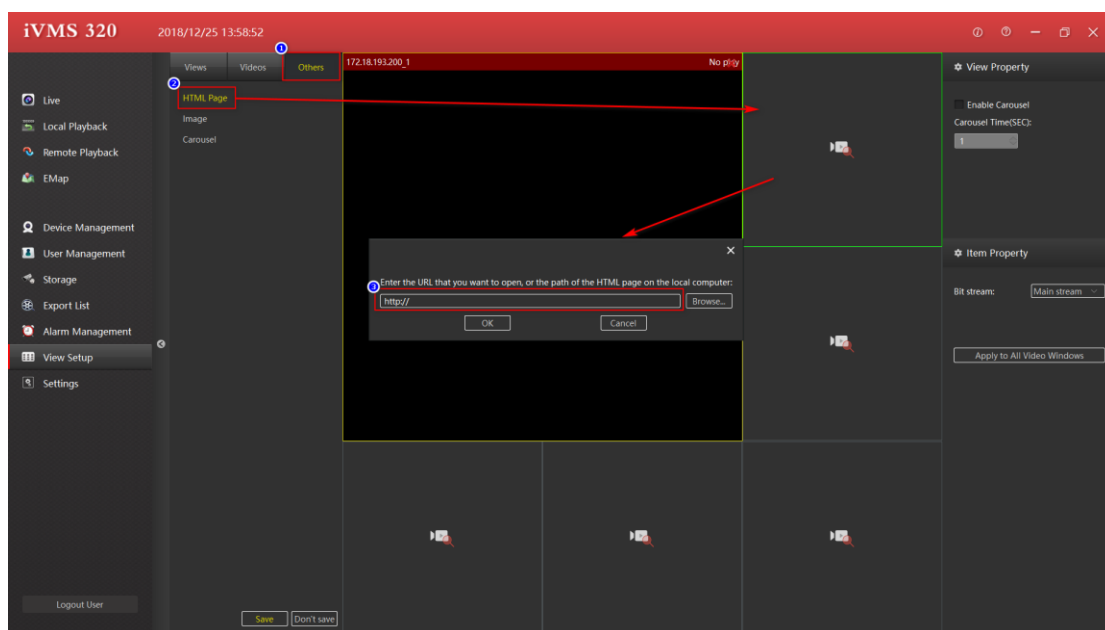 iVMS 320 2018/12/25 13:58:52
1
Views Videos Others
2
HTML Page
Image
Carousel
Live
Local Playback
Remote Playback
EMap
Device Management
User Management
Storage
Export List
Alarm Management
View Setup
Settings
Logout User
Save Don't save
172.18.193.200_1 No play
Enter the URL that you want to open, or the path of the HTML page on the local computer:
3
http:// Browse...
OK Cancel
View Property
Enable Carousel
Carousel Time(SEC):
1
Item Property
Bit stream: Main stream
Apply to All Video Windows